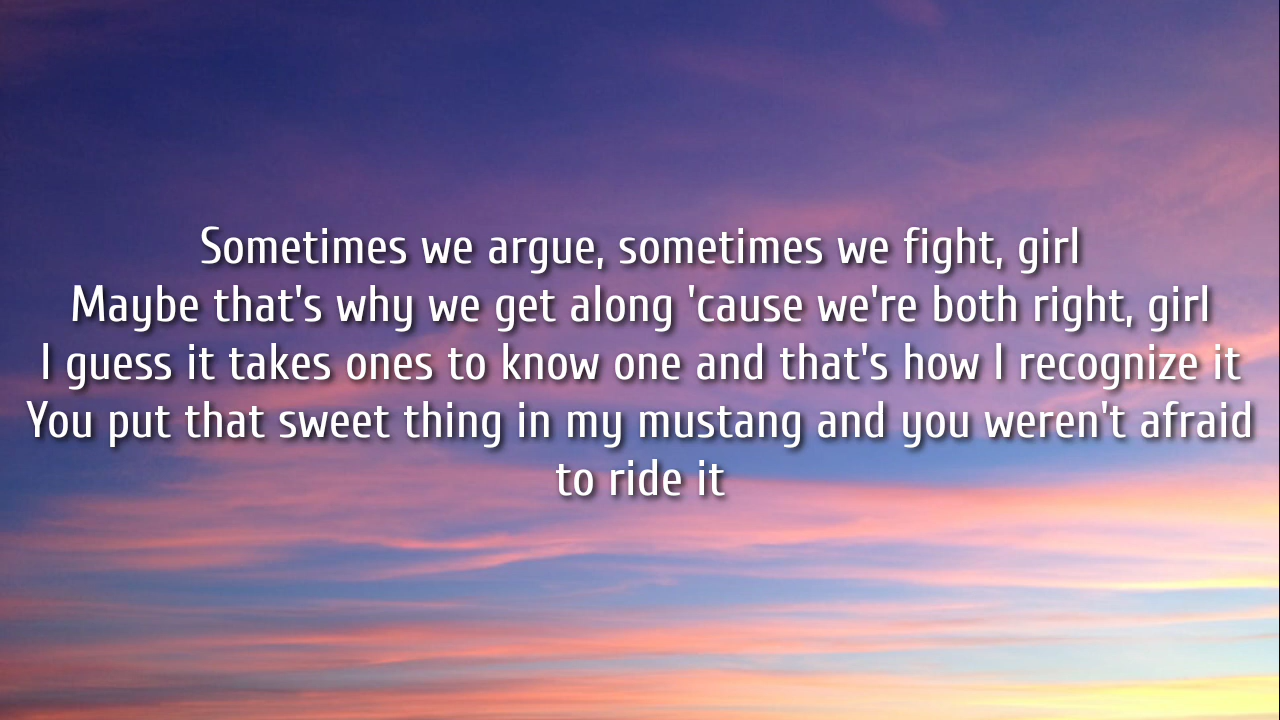 Sometimes we argue, sometimes we fight, girl
Maybe that's why we get along 'cause we're both right, girl
I guess it takes ones to know one and that's how I recognize it
You put that sweet thing in my mustang and you weren't afraid
to ride it